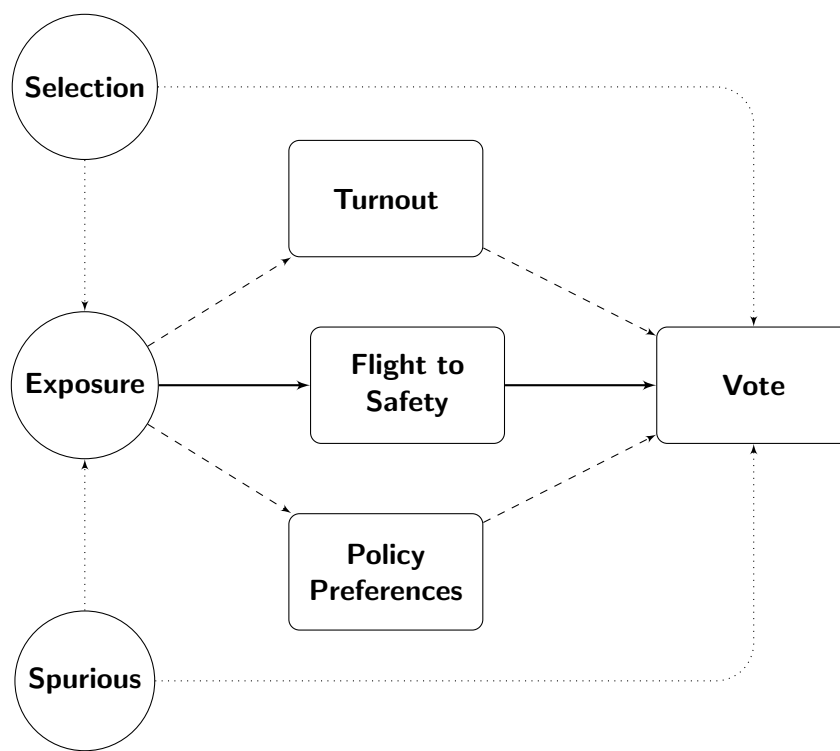 Selection
Turnout
Exposure
Flight to
Safety
Vote
Policy
Preferences
Spurious